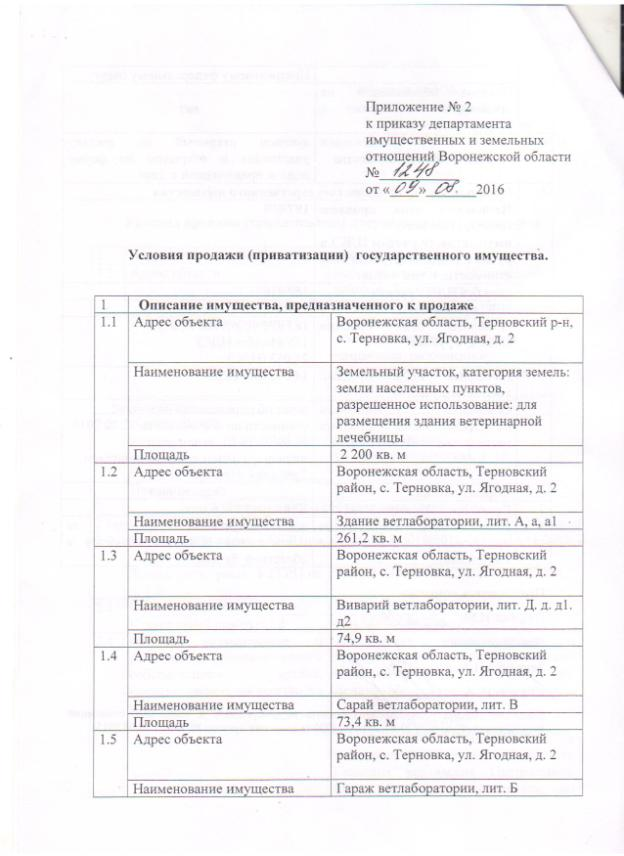 Приложение № 2
к приказу департамента
имущественных и земельных
отношений Воронежской области
№ 1248
от « 09 » 08. 2016
Условия продажи (приватизации) государственного имущества.
1 Описание имущества, предназначенного к продаже
1.1 Адрес объекта Воронежская область, Терновский р-н,
с. Терновка, ул. Ягодная, д. 2
Наименование имущества Земельный участок, категория земель:
земли населенных пунктов,
разрешенное использование: для
размещения здания ветеринарной
лечебницы
Площадь 2 200 кв. м
1.2 Адрес объекта Воронежская область, Терновский
район, с. Терновка, ул. Ягодная, д. 2
Наименование имущества Здание ветлаборатории, лит. А, а, а1
Площадь 261,2 кв. м
1.3 Адрес объекта Воронежская область, Терновский
район, с. Терновка, ул. Ягодная, д. 2
Наименование имущества Виварий ветлаборатории, лит. Д. д. д1.
д2
Площадь 74,9 кв. м
1.4 Адрес объекта Воронежская область, Терновский
район, с. Терновка, ул. Ягодная, д. 2
Наименование имущества Сарай ветлаборатории, лит. В
Площадь 73,4 кв. м
1.5 Адрес объекта Воронежская область, Терновский
район, с. Терновка, ул. Ягодная, д. 2
Наименование имущества Гараж ветлаборатории, лит. Б